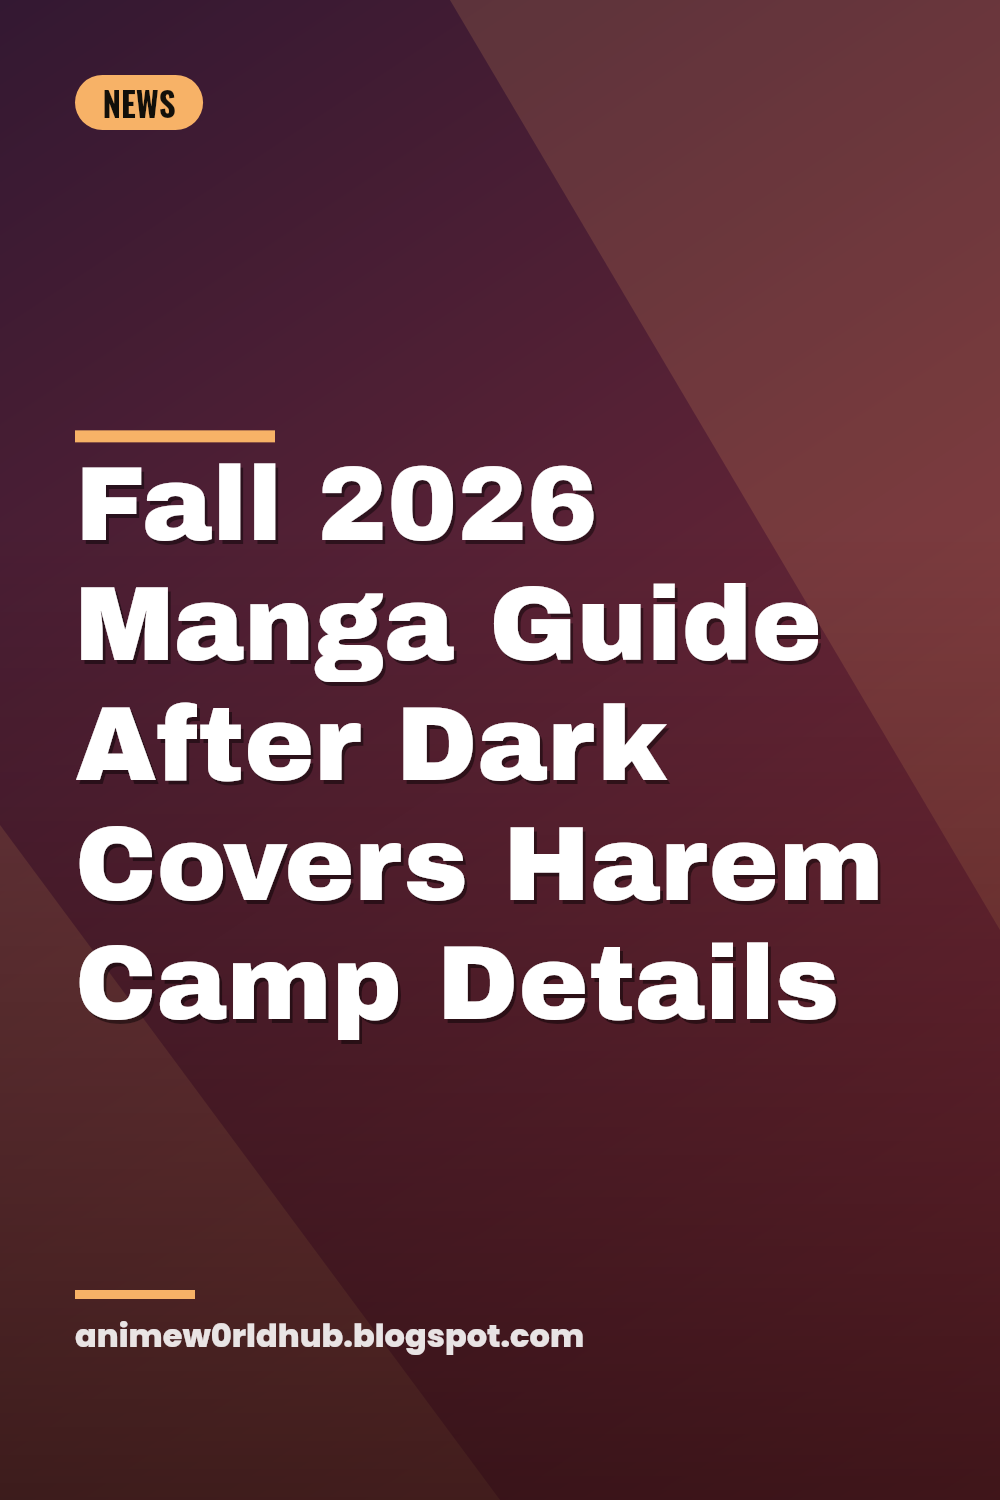 NEWS
Fall 2026
Manga Guide
After Dark
Covers Harem
Camp Details
animew0rldhub.blogspot.com